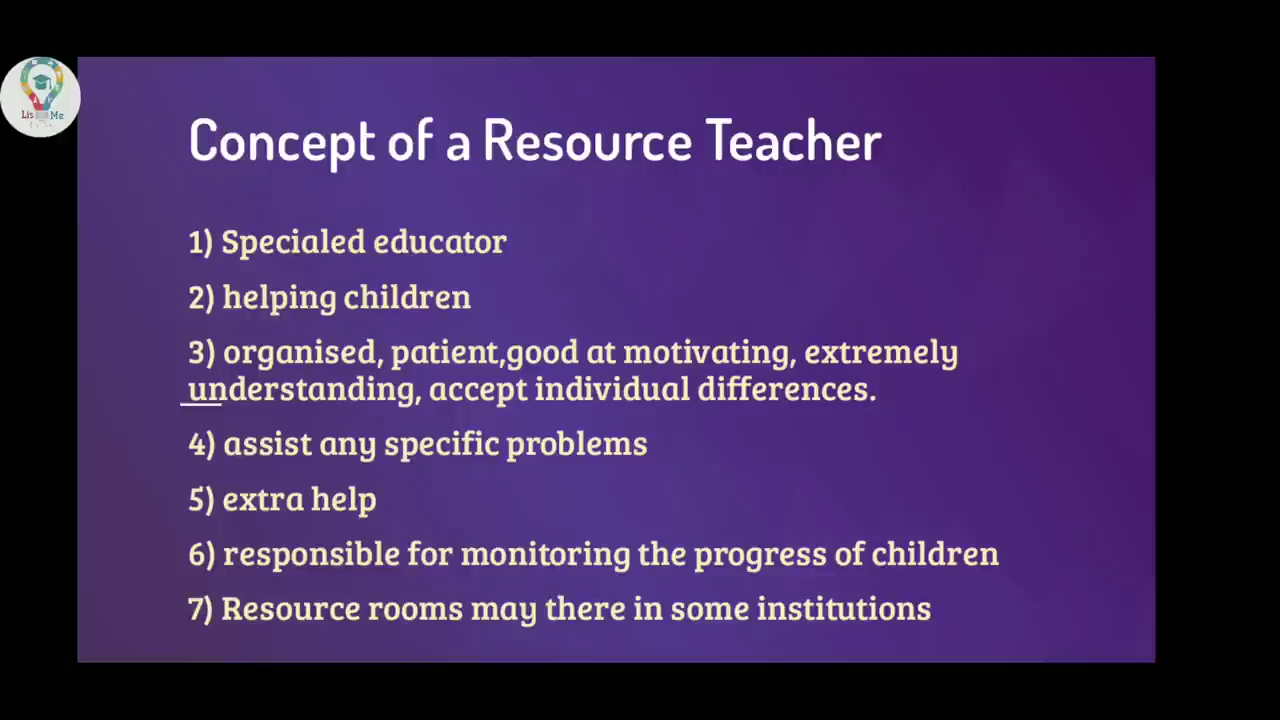 Lis Me
Concept of a Resource Teacher
1) Specialed educator
2) helping children
3) organised, patient,good at motivating, extremely
understanding, accept individual differences.
4) assist any specific problems
5) extra help
6) responsible for monitoring the progress of children
7) Resource rooms may there in some institutions